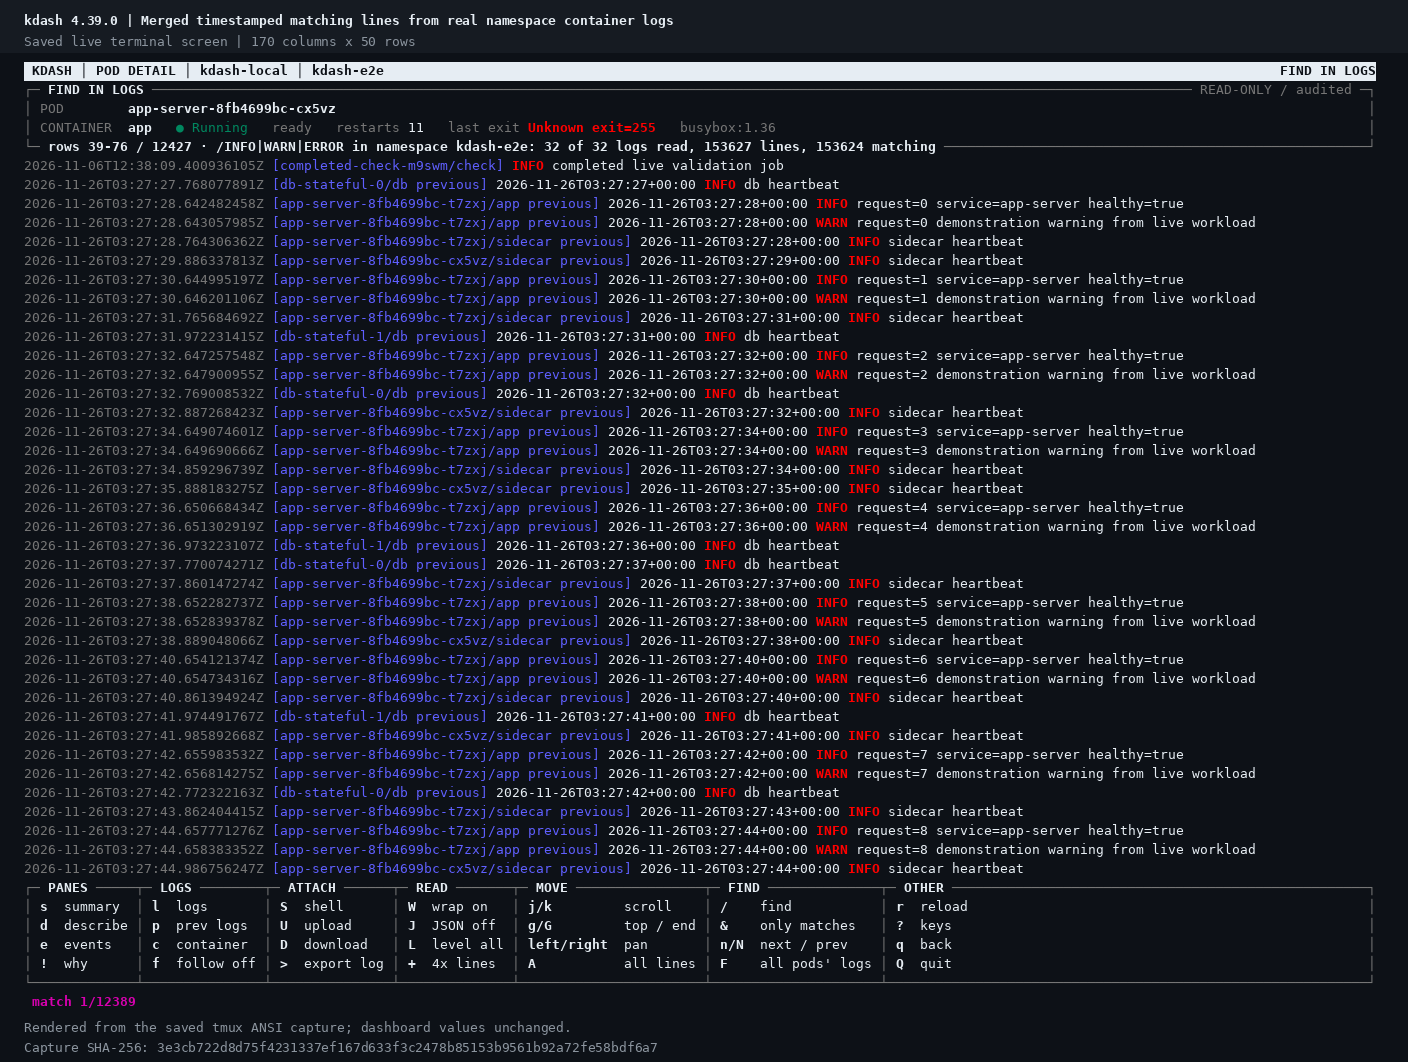 kdash 4.39.0 | Merged timestamped matching lines from real namespace container logs
Saved live terminal screen | 170 columns x 50 rows
KDASH │ POD DETAIL │ kdash-local │ kdash-e2e FIND IN LOGS
FIND IN LOGS READ-ONLY / audited
POD app-server-8fb4699bc-cx5vz
CONTAINER app ● Running ready restarts 11 last exit Unknown exit=255 busybox:1.36
rows 39-76 / 12427 · /INFO|WARN|ERROR in namespace kdash-e2e: 32 of 32 logs read, 153627 lines, 153624 matching
2026-11-06T12:38:09.400936105Z [completed-check-m9swm/check] INFO completed live validation job
2026-11-26T03:27:27.768077891Z [db-stateful-0/db previous] 2026-11-26T03:27:27+00:00 INFO db heartbeat
2026-11-26T03:27:28.642482458Z [app-server-8fb4699bc-t7zxj/app previous] 2026-11-26T03:27:28+00:00 INFO request=0 service=app-server healthy=true
2026-11-26T03:27:28.643057985Z [app-server-8fb4699bc-t7zxj/app previous] 2026-11-26T03:27:28+00:00 WARN request=0 demonstration warning from live workload
2026-11-26T03:27:28.764306362Z [app-server-8fb4699bc-t7zxj/sidecar previous] 2026-11-26T03:27:28+00:00 INFO sidecar heartbeat
2026-11-26T03:27:29.886337813Z [app-server-8fb4699bc-cx5vz/sidecar previous] 2026-11-26T03:27:29+00:00 INFO sidecar heartbeat
2026-11-26T03:27:30.644995197Z [app-server-8fb4699bc-t7zxj/app previous] 2026-11-26T03:27:30+00:00 INFO request=1 service=app-server healthy=true
2026-11-26T03:27:30.646201106Z [app-server-8fb4699bc-t7zxj/app previous] 2026-11-26T03:27:30+00:00 WARN request=1 demonstration warning from live workload
2026-11-26T03:27:31.765684692Z [app-server-8fb4699bc-t7zxj/sidecar previous] 2026-11-26T03:27:31+00:00 INFO sidecar heartbeat
2026-11-26T03:27:31.972231415Z [db-stateful-1/db previous] 2026-11-26T03:27:31+00:00 INFO db heartbeat
2026-11-26T03:27:32.647257548Z [app-server-8fb4699bc-t7zxj/app previous] 2026-11-26T03:27:32+00:00 INFO request=2 service=app-server healthy=true
2026-11-26T03:27:32.647900955Z [app-server-8fb4699bc-t7zxj/app previous] 2026-11-26T03:27:32+00:00 WARN request=2 demonstration warning from live workload
2026-11-26T03:27:32.769008532Z [db-stateful-0/db previous] 2026-11-26T03:27:32+00:00 INFO db heartbeat
2026-11-26T03:27:32.887268423Z [app-server-8fb4699bc-cx5vz/sidecar previous] 2026-11-26T03:27:32+00:00 INFO sidecar heartbeat
2026-11-26T03:27:34.649074601Z [app-server-8fb4699bc-t7zxj/app previous] 2026-11-26T03:27:34+00:00 INFO request=3 service=app-server healthy=true
2026-11-26T03:27:34.649690666Z [app-server-8fb4699bc-t7zxj/app previous] 2026-11-26T03:27:34+00:00 WARN request=3 demonstration warning from live workload
2026-11-26T03:27:34.859296739Z [app-server-8fb4699bc-t7zxj/sidecar previous] 2026-11-26T03:27:34+00:00 INFO sidecar heartbeat
2026-11-26T03:27:35.888183275Z [app-server-8fb4699bc-cx5vz/sidecar previous] 2026-11-26T03:27:35+00:00 INFO sidecar heartbeat
2026-11-26T03:27:36.650668434Z [app-server-8fb4699bc-t7zxj/app previous] 2026-11-26T03:27:36+00:00 INFO request=4 service=app-server healthy=true
2026-11-26T03:27:36.651302919Z [app-server-8fb4699bc-t7zxj/app previous] 2026-11-26T03:27:36+00:00 WARN request=4 demonstration warning from live workload
2026-11-26T03:27:36.973223107Z [db-stateful-1/db previous] 2026-11-26T03:27:36+00:00 INFO db heartbeat
2026-11-26T03:27:37.770074271Z [db-stateful-0/db previous] 2026-11-26T03:27:37+00:00 INFO db heartbeat
2026-11-26T03:27:37.860147274Z [app-server-8fb4699bc-t7zxj/sidecar previous] 2026-11-26T03:27:37+00:00 INFO sidecar heartbeat
2026-11-26T03:27:38.652282737Z [app-server-8fb4699bc-t7zxj/app previous] 2026-11-26T03:27:38+00:00 INFO request=5 service=app-server healthy=true
2026-11-26T03:27:38.652839378Z [app-server-8fb4699bc-t7zxj/app previous] 2026-11-26T03:27:38+00:00 WARN request=5 demonstration warning from live workload
2026-11-26T03:27:38.889048066Z [app-server-8fb4699bc-cx5vz/sidecar previous] 2026-11-26T03:27:38+00:00 INFO sidecar heartbeat
2026-11-26T03:27:40.654121374Z [app-server-8fb4699bc-t7zxj/app previous] 2026-11-26T03:27:40+00:00 INFO request=6 service=app-server healthy=true
2026-11-26T03:27:40.654734316Z [app-server-8fb4699bc-t7zxj/app previous] 2026-11-26T03:27:40+00:00 WARN request=6 demonstration warning from live workload
2026-11-26T03:27:40.861394924Z [app-server-8fb4699bc-t7zxj/sidecar previous] 2026-11-26T03:27:40+00:00 INFO sidecar heartbeat
2026-11-26T03:27:41.974491767Z [db-stateful-1/db previous] 2026-11-26T03:27:41+00:00 INFO db heartbeat
2026-11-26T03:27:41.985892668Z [app-server-8fb4699bc-cx5vz/sidecar previous] 2026-11-26T03:27:41+00:00 INFO sidecar heartbeat
2026-11-26T03:27:42.655983532Z [app-server-8fb4699bc-t7zxj/app previous] 2026-11-26T03:27:42+00:00 INFO request=7 service=app-server healthy=true
2026-11-26T03:27:42.656814275Z [app-server-8fb4699bc-t7zxj/app previous] 2026-11-26T03:27:42+00:00 WARN request=7 demonstration warning from live workload
2026-11-26T03:27:42.772322163Z [db-stateful-0/db previous] 2026-11-26T03:27:42+00:00 INFO db heartbeat
2026-11-26T03:27:43.862404415Z [app-server-8fb4699bc-t7zxj/sidecar previous] 2026-11-26T03:27:43+00:00 INFO sidecar heartbeat
2026-11-26T03:27:44.657771276Z [app-server-8fb4699bc-t7zxj/app previous] 2026-11-26T03:27:44+00:00 INFO request=8 service=app-server healthy=true
2026-11-26T03:27:44.658383352Z [app-server-8fb4699bc-t7zxj/app previous] 2026-11-26T03:27:44+00:00 WARN request=8 demonstration warning from live workload
2026-11-26T03:27:44.986756247Z [app-server-8fb4699bc-cx5vz/sidecar previous] 2026-11-26T03:27:44+00:00 INFO sidecar heartbeat
PANES LOGS ATTACH READ MOVE FIND OTHER
s summary │ l logs │ S shell │ W wrap on │ j/k scroll │ / find │ r reload
d describe │ p prev logs │ U upload │ J JSON off │ g/G top / end │ & only matches │ ? keys
e events │ c container │ D download │ L level all │ left/right pan │ n/N next / prev │ q back
! why │ f follow off │ > export log │ + 4x lines │ A all lines │ F all pods' logs │ Q quit
match 1/12389
Rendered from the saved tmux ANSI capture; dashboard values unchanged.
Capture SHA-256: 3e3cb722d8d75f4231337ef167d633f3c2478b85153b9561b92a72fe58bdf6a7